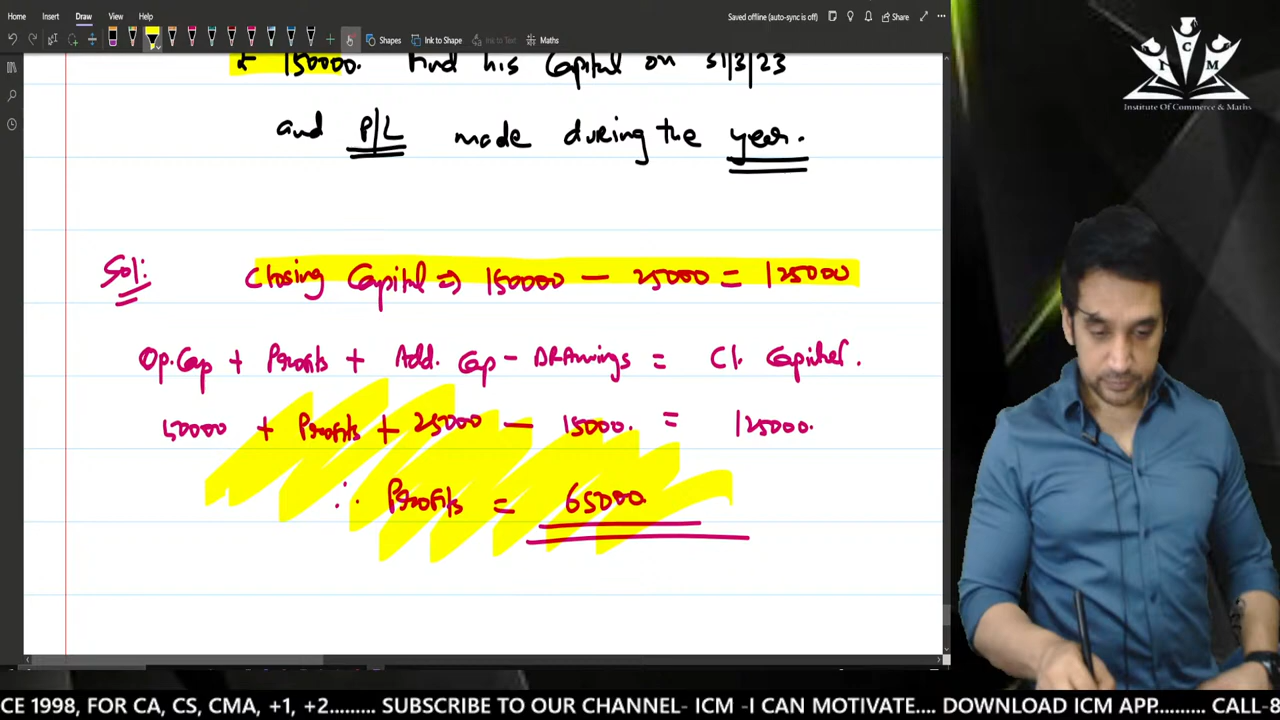 Home Insert Draw View Help Saved offline (auto-sync is off) Share
Shapes Ink to Shape Ink to Text Maths
₹ 150000. Find his Capital on 31/3/23
and P/L made during the year.
Sol: Closing Capital ⇒ 150000 - 25000 = 125000
Op. Cap + Profits + Add. Cap - Drawings = Cl. Capital.
50000 + Profits + 25000 - 15000. = 125000.
∴ Profits = 65000
I C M
Institute Of Commerce & Maths
CE 1998, FOR CA, CS, CMA, +1, +2......... SUBSCRIBE TO OUR CHANNEL- ICM -I CAN MOTIVATE.... DOWNLOAD ICM APP.......... CALL-8